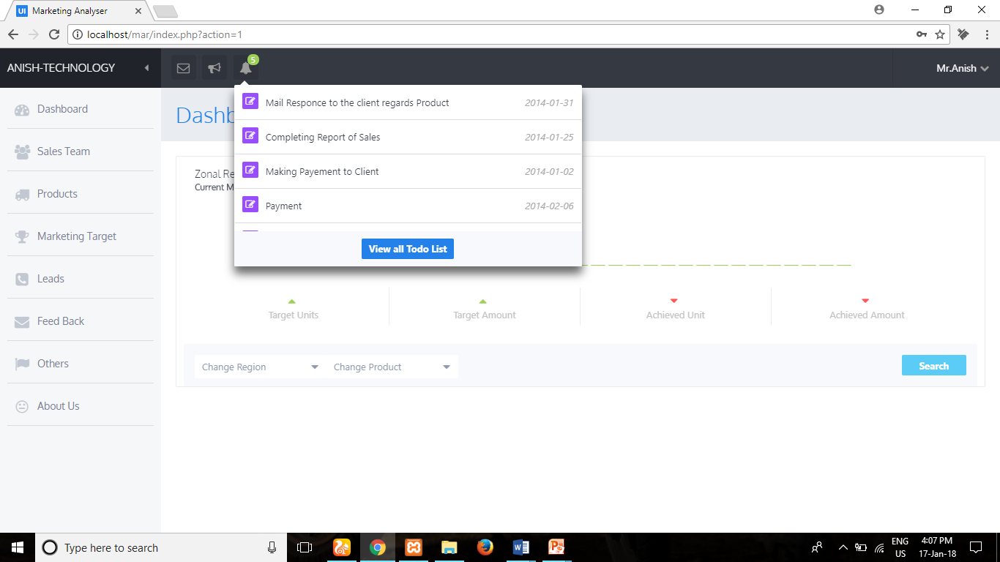 UI Marketing Analyser
localhost/mar/index.php?action=1
ANISH-TECHNOLOGY
5
Mr.Anish
Dashboard
Sales Team
Products
Marketing Target
Leads
Feed Back
Others
About Us
Dashb
Mail Responce to the client regards Product 2014-01-31
Completing Report of Sales 2014-01-25
Making Payement to Client 2014-01-02
Payment 2014-02-06
View all Todo List
Zonal Re
Current M
Target Units
Target Amount
Achieved Unit
Achieved Amount
Change Region
Change Product
Search
Type here to search
ENG
US
4:07 PM
17-Jan-18